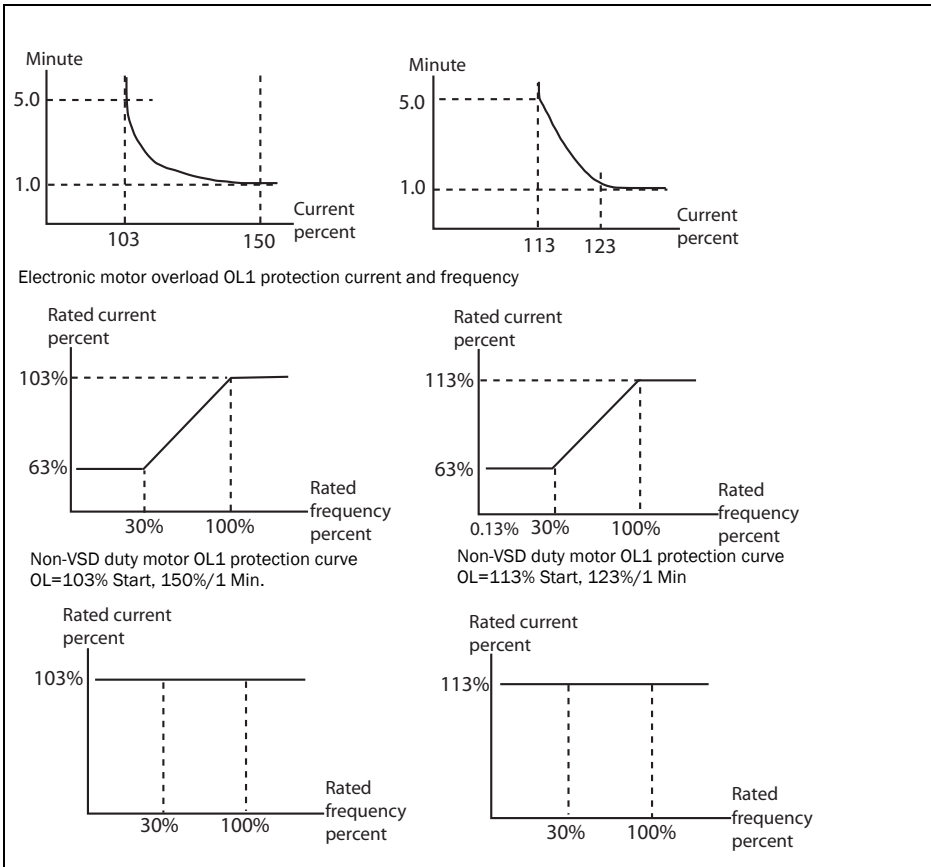 Minute
5.0
1.0
103
150
Current
percent
Minute
5.0
1.0
113
123
Current
percent
Electronic motor overload OL1 protection current and frequency
Rated current
percent
103%
63%
30%
100%
Rated
frequency
percent
Rated current
percent
113%
63%
0.13%
30%
100%
Rated
frequency
percent
Non-VSD duty motor OL1 protection curve
OL=103% Start, 150%/1 Min.
Non-VSD duty motor OL1 protection curve
OL=113% Start, 123%/1 Min
Rated current
percent
103%
30%
100%
Rated
frequency
percent
Rated current
percent
113%
30%
100%
Rated
frequency
percent